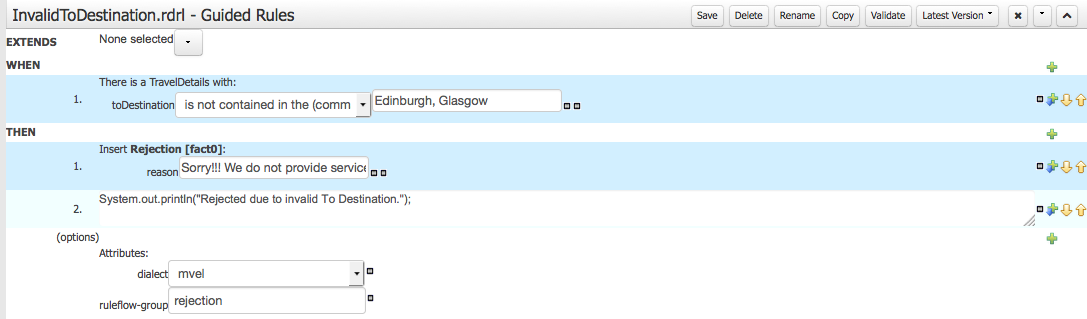 InvalidToDestination.rdrl - Guided Rules Save Delete Rename Copy Validate Latest Version
EXTENDS None selected
WHEN
There is a TravelDetails with:
1. toDestination is not contained in the (comm Edinburgh, Glasgow
THEN
Insert Rejection [fact0]:
1. reason Sorry!!! We do not provide service
System.out.println("Rejected due to invalid To Destination.");
2.
(options)
Attributes:
dialect mvel
ruleflow-group rejection